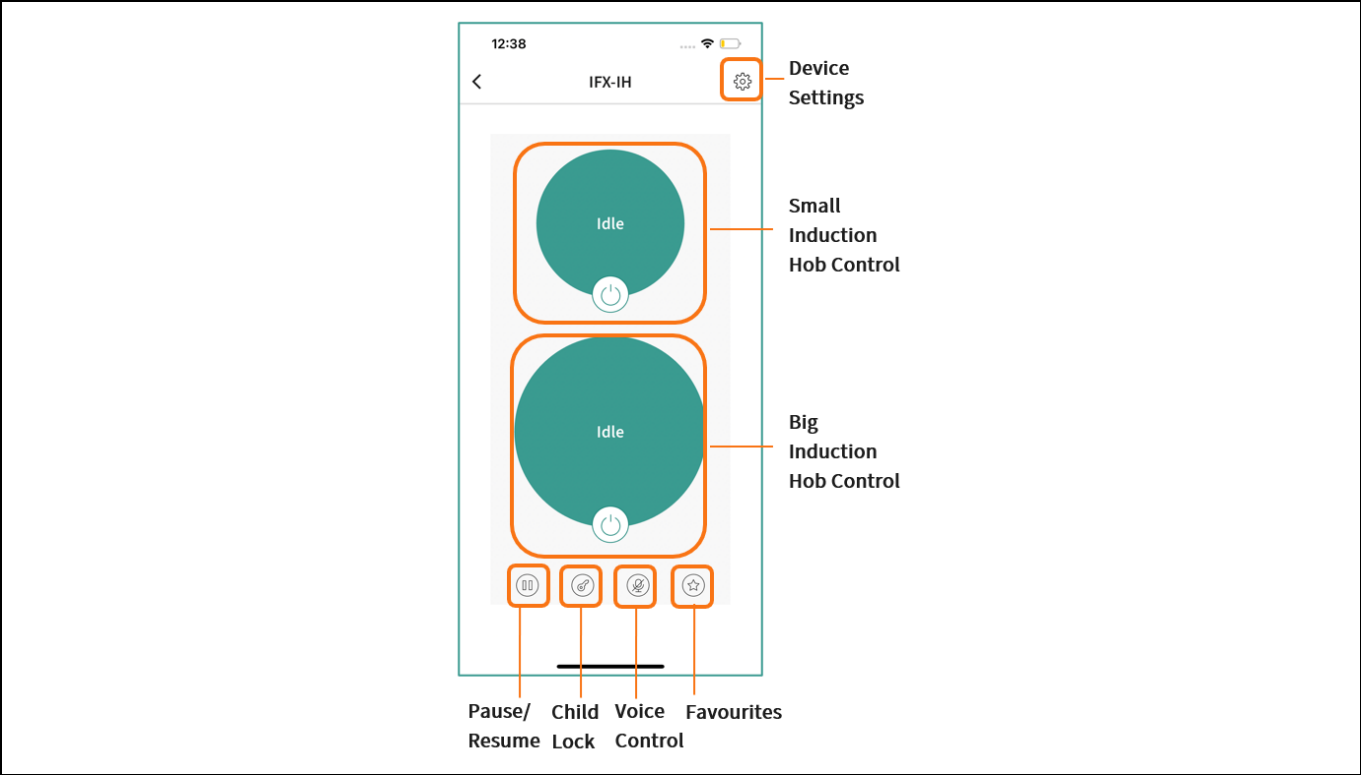 12:38
IFX-IH
Device
Settings
Idle
Small
Induction
Hob Control
Idle
Big
Induction
Hob Control
Pause/
Resume
Child
Lock
Voice
Control
Favourites